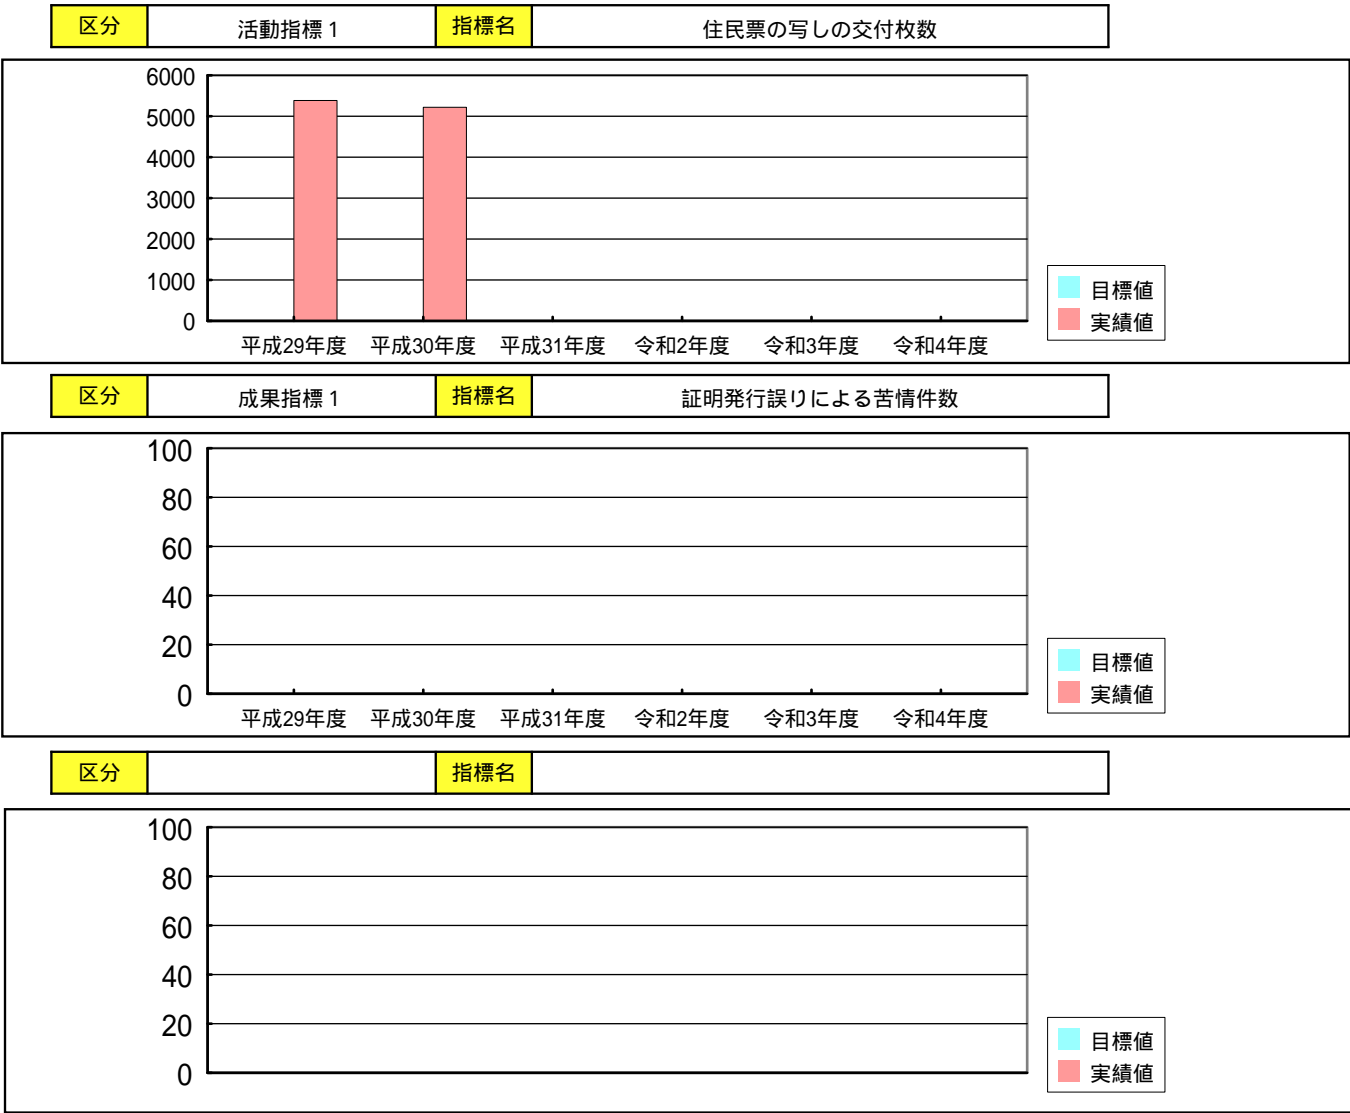 区分 活動指標1 指標名 住民票の写しの交付枚数
6000
5000
4000
3000
2000
1000
0
平成29年度 平成30年度 平成31年度 令和2年度 令和3年度 令和4年度
目標値
実績値
区分 成果指標1 指標名 証明発行誤りによる苦情件数
100
80
60
40
20
0
平成29年度 平成30年度 平成31年度 令和2年度 令和3年度 令和4年度
目標値
実績値
区分 指標名
100
80
60
40
20
0
目標値
実績値